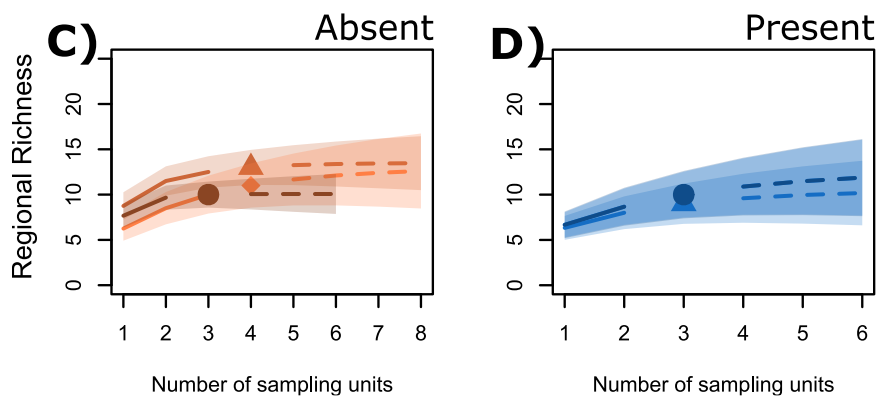 C) Absent
Regional Richness
0 5 10 15 20
1 2 3 4 5 6 7 8
Number of sampling units
D) Present
0 5 10 15 20
1 2 3 4 5 6
Number of sampling units